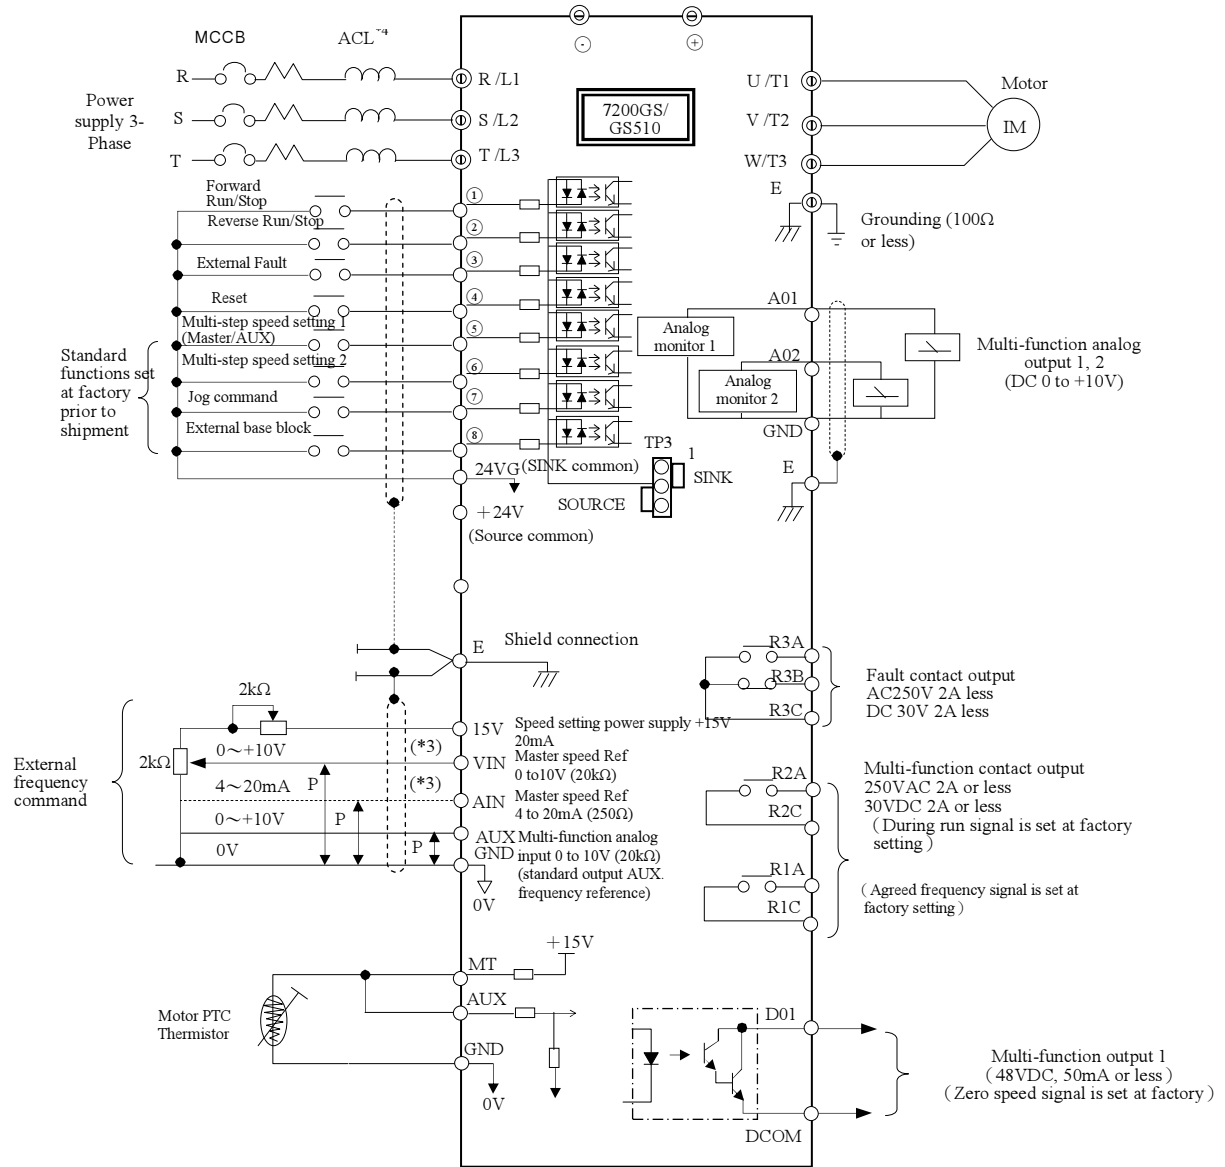 MCCB
ACL*4
R
S
T
Power
supply 3-
Phase
R /L1
S /L2
T /L3
-
+
7200GS/
GS510
U /T1
V /T2
W/T3
E
Motor
IM
Grounding (100Ω
or less)
Forward
Run/Stop
Reverse Run/Stop
External Fault
Reset
Multi-step speed setting 1
(Master/AUX)
Multi-step speed setting 2
Jog command
External base block
Standard
functions set
at factory
prior to
shipment
1
2
3
4
5
6
7
8
24VG
(SINK common)
+24V
(Source common)
TP3
1
SINK
SOURCE
A01
Analog
monitor 1
A02
Analog
monitor 2
GND
E
Multi-function analog
output 1, 2
(DC 0 to +10V)
E
Shield connection
External
frequency
command
2kΩ
2kΩ
0～+10V
(*3)
4～20mA
(*3)
0～+10V
0V
P
P
P
15V
VIN
AIN
AUX
GND
0V
Speed setting power supply +15V
20mA
Master speed Ref
0 to10V (20kΩ)
Master speed Ref
4 to 20mA (250Ω)
Multi-function analog
input 0 to 10V (20kΩ)
(standard output AUX.
frequency reference)
R3A
R3B
R3C
Fault contact output
AC250V 2A less
DC 30V 2A less
R2A
R2C
R1A
R1C
Multi-function contact output
250VAC 2A or less
30VDC 2A or less
（During run signal is set at factory
setting）
（Agreed frequency signal is set at
factory setting）
Motor PTC
Thermistor
MT
AUX
GND
+15V
0V
D01
DCOM
Multi-function output 1
（48VDC, 50mA or less）
（Zero speed signal is set at factory）